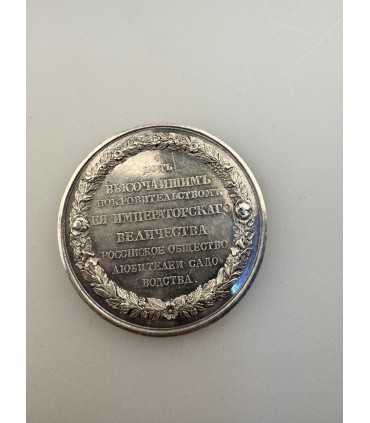 ПОДЪ
ВЫСОЧАЙШИМЪ
ПОКРОВИТЕЛЬСТВОМЪ
ЕЯ ИМПЕРАТОРСКАГО
ВЕЛИЧЕСТВА
РОССІЙСКОЕ ОБЩЕСТВО
ЛЮБИТЕЛЕЙ САДО
ВОДСТВА.